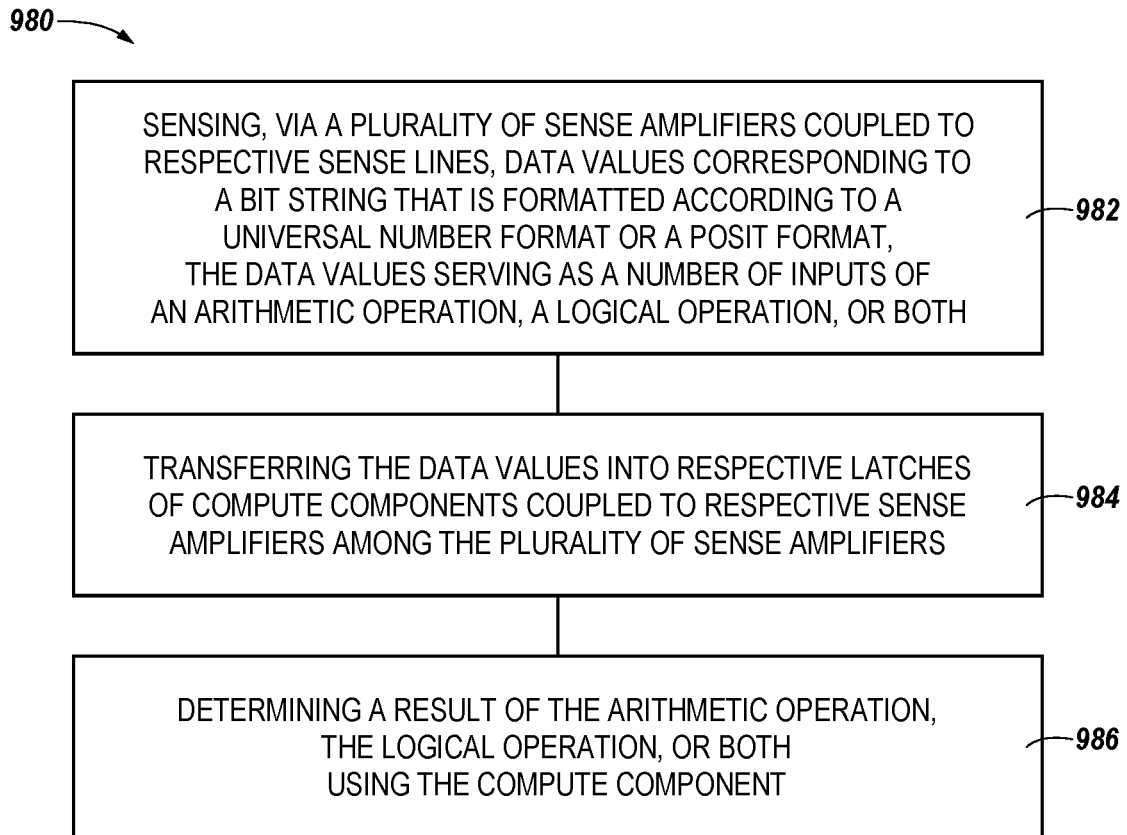 980
SENSING, VIA A PLURALITY OF SENSE AMPLIFIERS COUPLED TO
RESPECTIVE SENSE LINES, DATA VALUES CORRESPONDING TO
A BIT STRING THAT IS FORMATTED ACCORDING TO A
UNIVERSAL NUMBER FORMAT OR A POSIT FORMAT,
THE DATA VALUES SERVING AS A NUMBER OF INPUTS OF
AN ARITHMETIC OPERATION, A LOGICAL OPERATION, OR BOTH
982
TRANSFERRING THE DATA VALUES INTO RESPECTIVE LATCHES
OF COMPUTE COMPONENTS COUPLED TO RESPECTIVE SENSE
AMPLIFIERS AMONG THE PLURALITY OF SENSE AMPLIFIERS
984
DETERMINING A RESULT OF THE ARITHMETIC OPERATION,
THE LOGICAL OPERATION, OR BOTH
USING THE COMPUTE COMPONENT
986